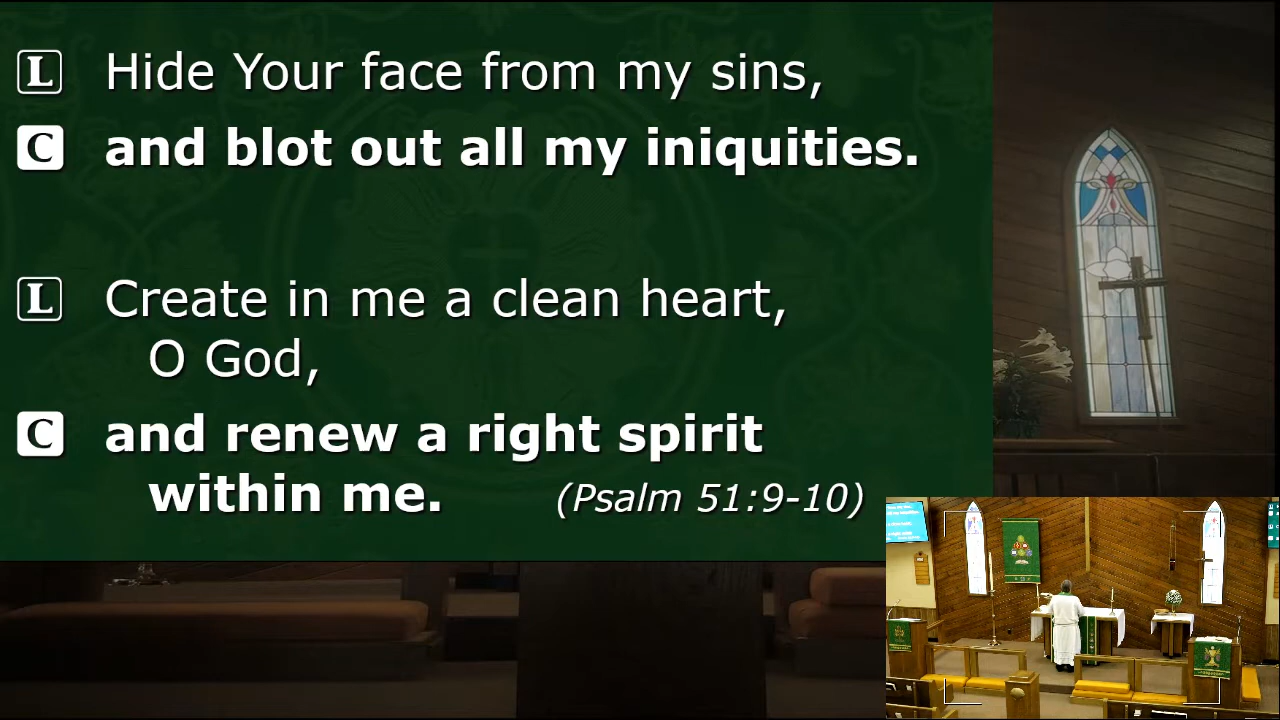 L Hide Your face from my sins,
C and blot out all my iniquities.
L Create in me a clean heart,
O God,
C and renew a right spirit
within me. (Psalm 51:9-10)